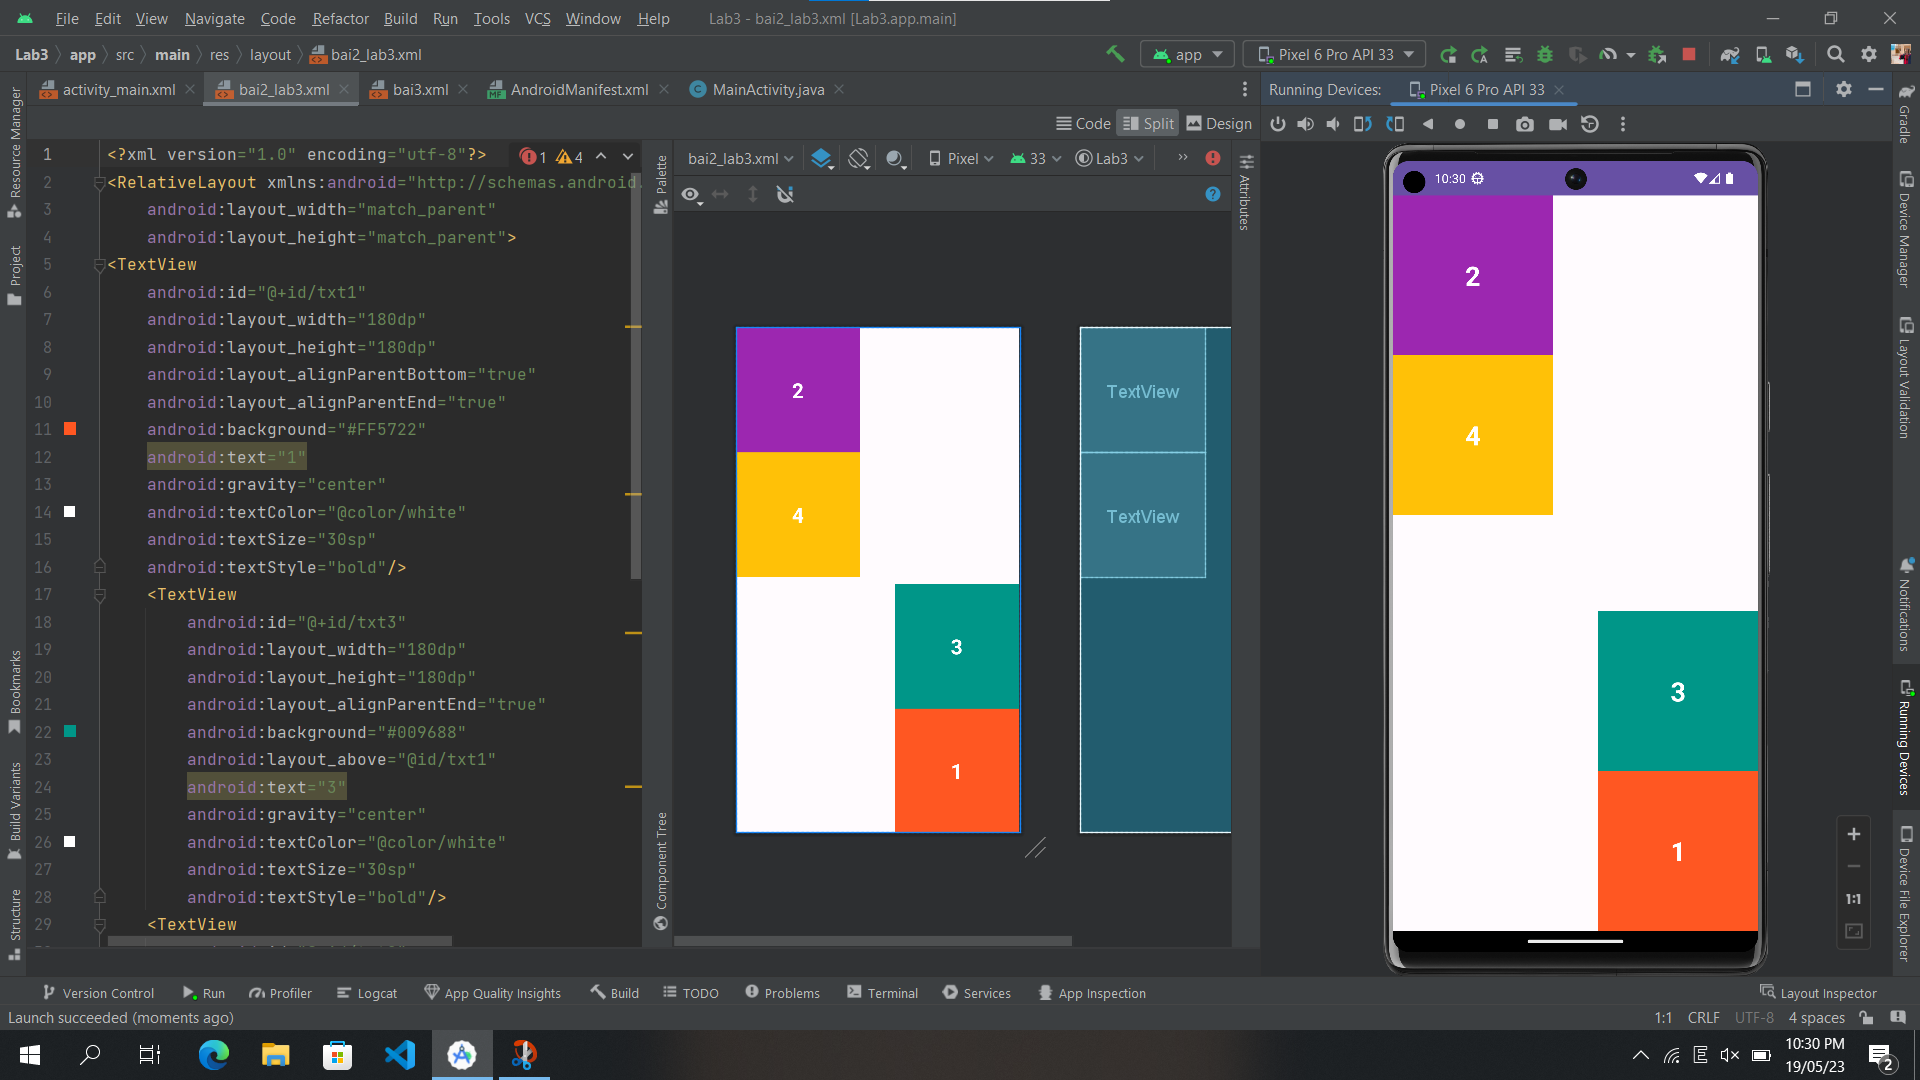 File Edit View Navigate Code Refactor Build Run Tools VCS Window Help Lab3 - bai2_lab3.xml [Lab3.app.main]
Lab3 app src main res layout bai2_lab3.xml app Pixel 6 Pro API 33
activity_main.xml bai2_lab3.xml bai3.xml AndroidManifest.xml MainActivity.java Running Devices: Pixel 6 Pro API 33
Code Split Design
Resource Manager
Project
Bookmarks
Build Variants
Structure
1 <?xml version="1.0" encoding="utf-8"?> 1 4
2 <RelativeLayout xmlns:android="http://schemas.android.
3 android:layout_width="match_parent"
4 android:layout_height="match_parent">
5 <TextView
6 android:id="@+id/txt1"
7 android:layout_width="180dp"
8 android:layout_height="180dp"
9 android:layout_alignParentBottom="true"
10 android:layout_alignParentEnd="true"
11 android:background="#FF5722"
12 android:text="1"
13 android:gravity="center"
14 android:textColor="@color/white"
15 android:textSize="30sp"
16 android:textStyle="bold"/>
17 <TextView
18 android:id="@+id/txt3"
19 android:layout_width="180dp"
20 android:layout_height="180dp"
21 android:layout_alignParentEnd="true"
22 android:background="#009688"
23 android:layout_above="@id/txt1"
24 android:text="3"
25 android:gravity="center"
26 android:textColor="@color/white"
27 android:textSize="30sp"
28 android:textStyle="bold"/>
29 <TextView
Palette
Component Tree
bai2_lab3.xml Pixel 33 Lab3
2
4
3
1
TextView
TextView
Attributes
10:30
2
4
3
1
1:1
Gradle
Device Manager
Layout Validation
Notifications
Running Devices
Device File Explorer
Version Control Run Profiler Logcat App Quality Insights Build TODO Problems Terminal Services App Inspection Layout Inspector
Launch succeeded (moments ago) 1:1 CRLF UTF-8 4 spaces
10:30 PM
19/05/23
2